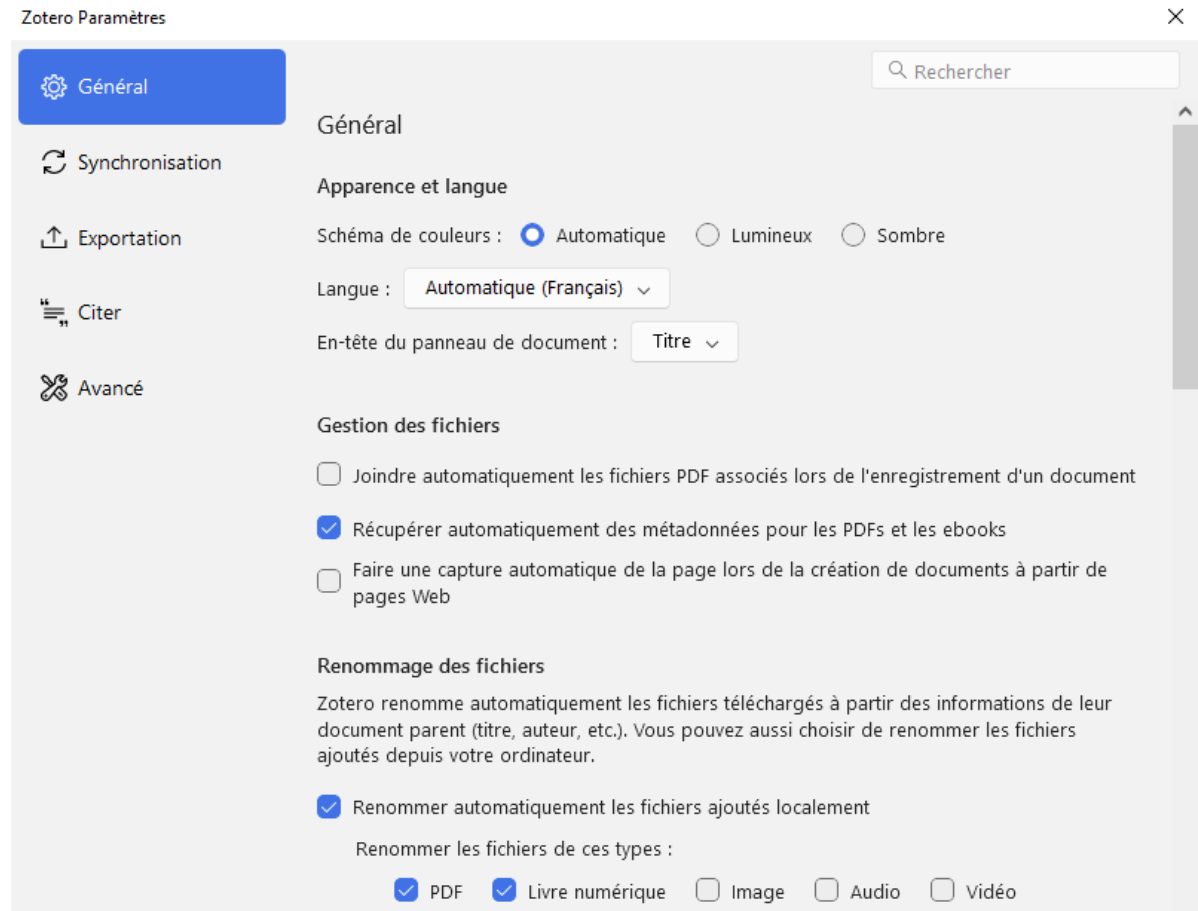 Zotero Paramètres
Général
Synchronisation
Exportation
Citer
Avancé
Rechercher
Général
Apparence et langue
Schéma de couleurs : Automatique Lumineux Sombre
Langue : Automatique (Français)
En-tête du panneau de document : Titre
Gestion des fichiers
Joindre automatiquement les fichiers PDF associés lors de l'enregistrement d'un document
Récupérer automatiquement des métadonnées pour les PDFs et les ebooks
Faire une capture automatique de la page lors de la création de documents à partir de
pages Web
Renommage des fichiers
Zotero renomme automatiquement les fichiers téléchargés à partir des informations de leur
document parent (titre, auteur, etc.). Vous pouvez aussi choisir de renommer les fichiers
ajoutés depuis votre ordinateur.
Renommer automatiquement les fichiers ajoutés localement
Renommer les fichiers de ces types :
PDF Livre numérique Image Audio Vidéo